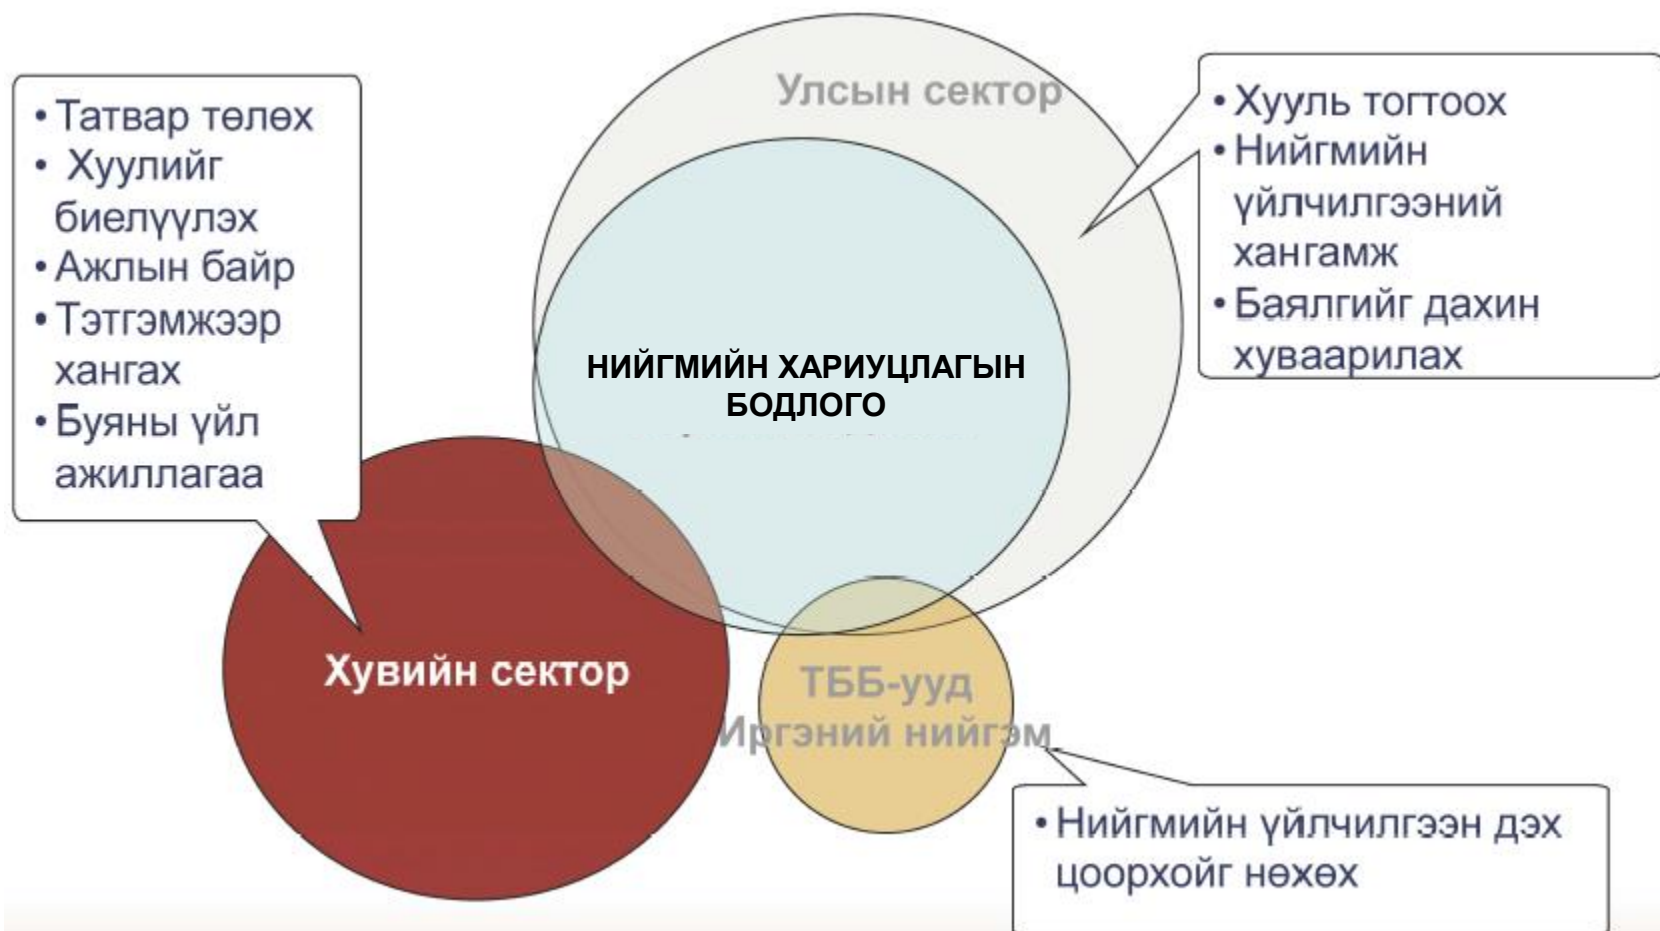 Улсын сектор
• Татвар төлөх
• Хуулийг
биелүүлэх
• Ажлын байр
• Тэтгэмжээр
хангах
• Буяны үйл
ажиллагаа
• Хууль тогтоох
• Нийгмийн
үйлчилгээний
хангамж
• Баялгийг дахин
хуваарилах
НИЙГМИЙН ХАРИУЦЛАГЫН
БОДЛОГО
Хувийн сектор
ТББ-ууд
Иргэний нийгэм
• Нийгмийн үйлчилгээн дэх
цоорхойг нөхөх